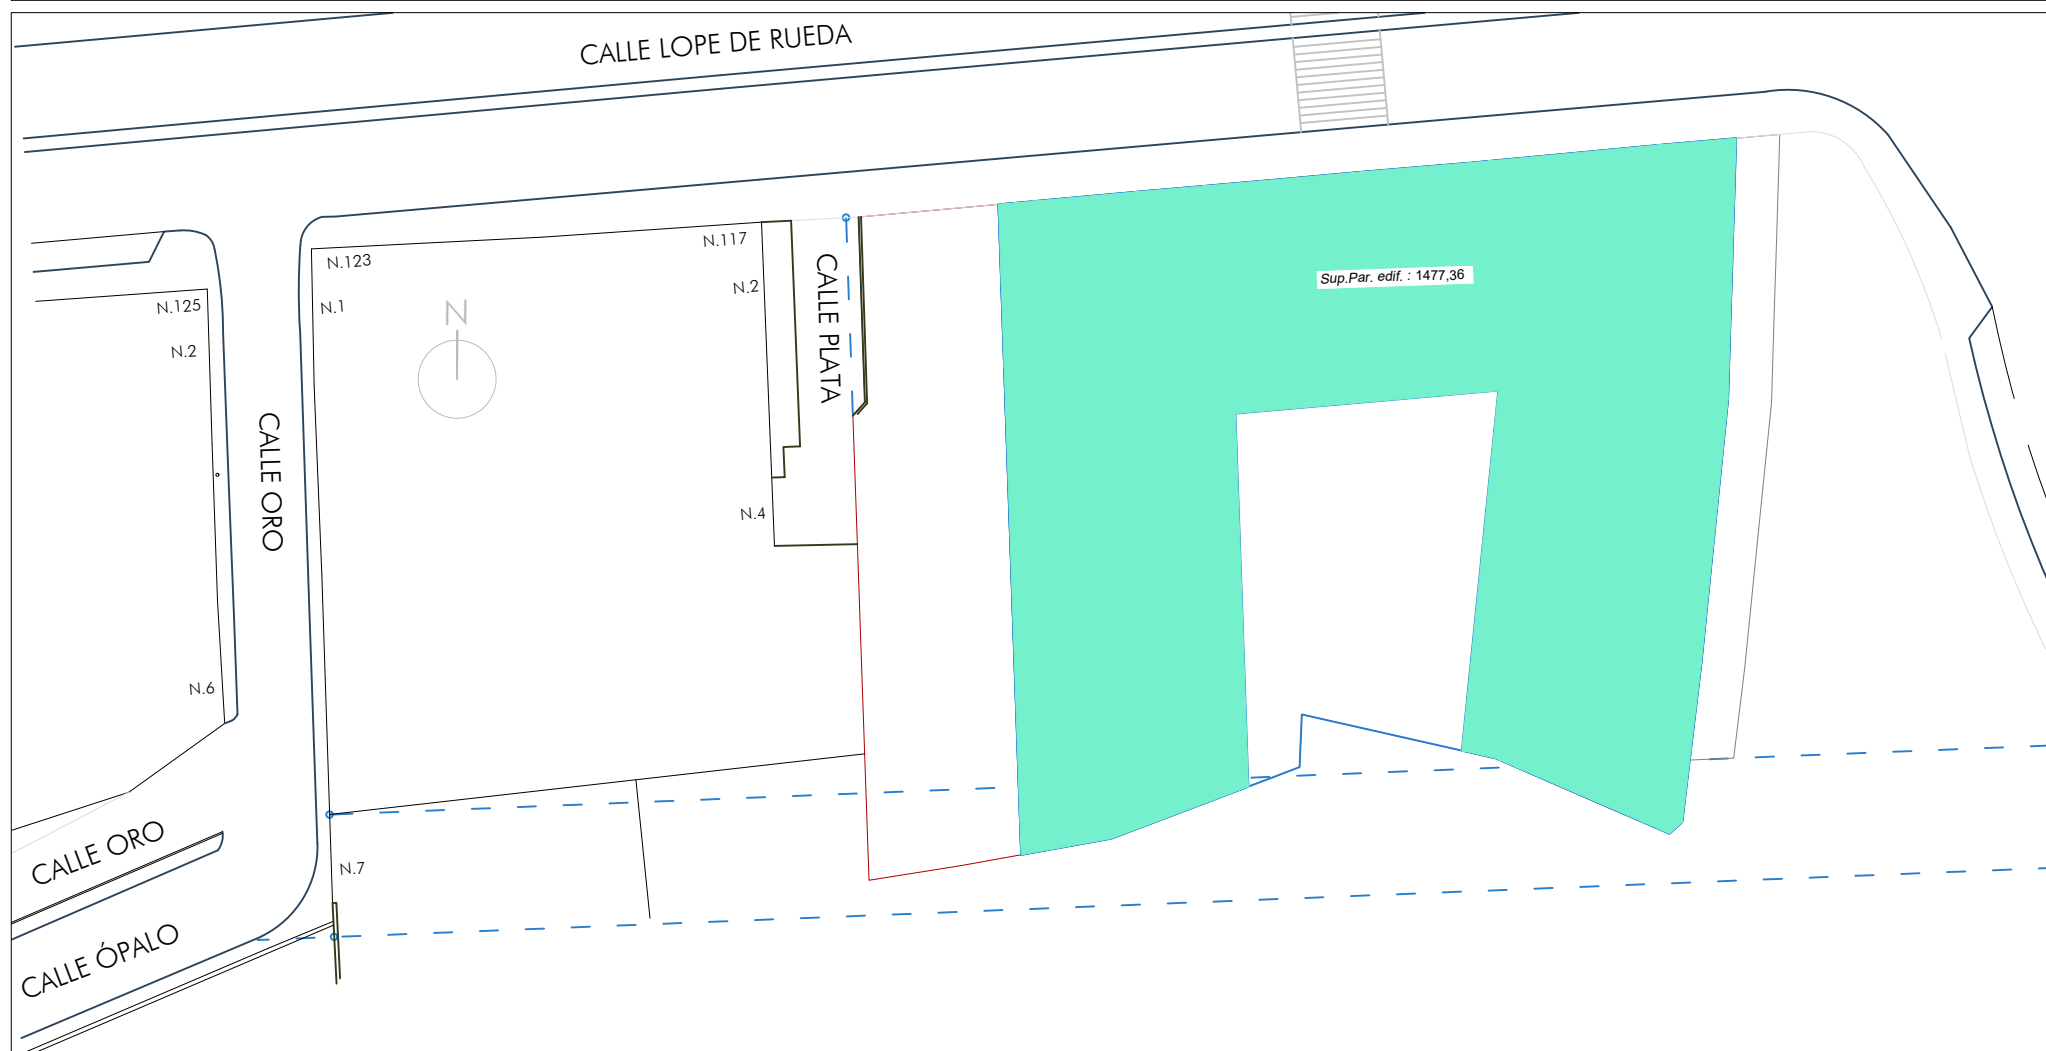 CALLE LOPE DE RUEDA
N.123
N.117
N.125
N.1
N.2
N.2
N
CALLE PLATA
Sup.Par. edif. : 1477,36
CALLE ORO
N.4
N.6
CALLE ORO
N.7
CALLE ÓPALO